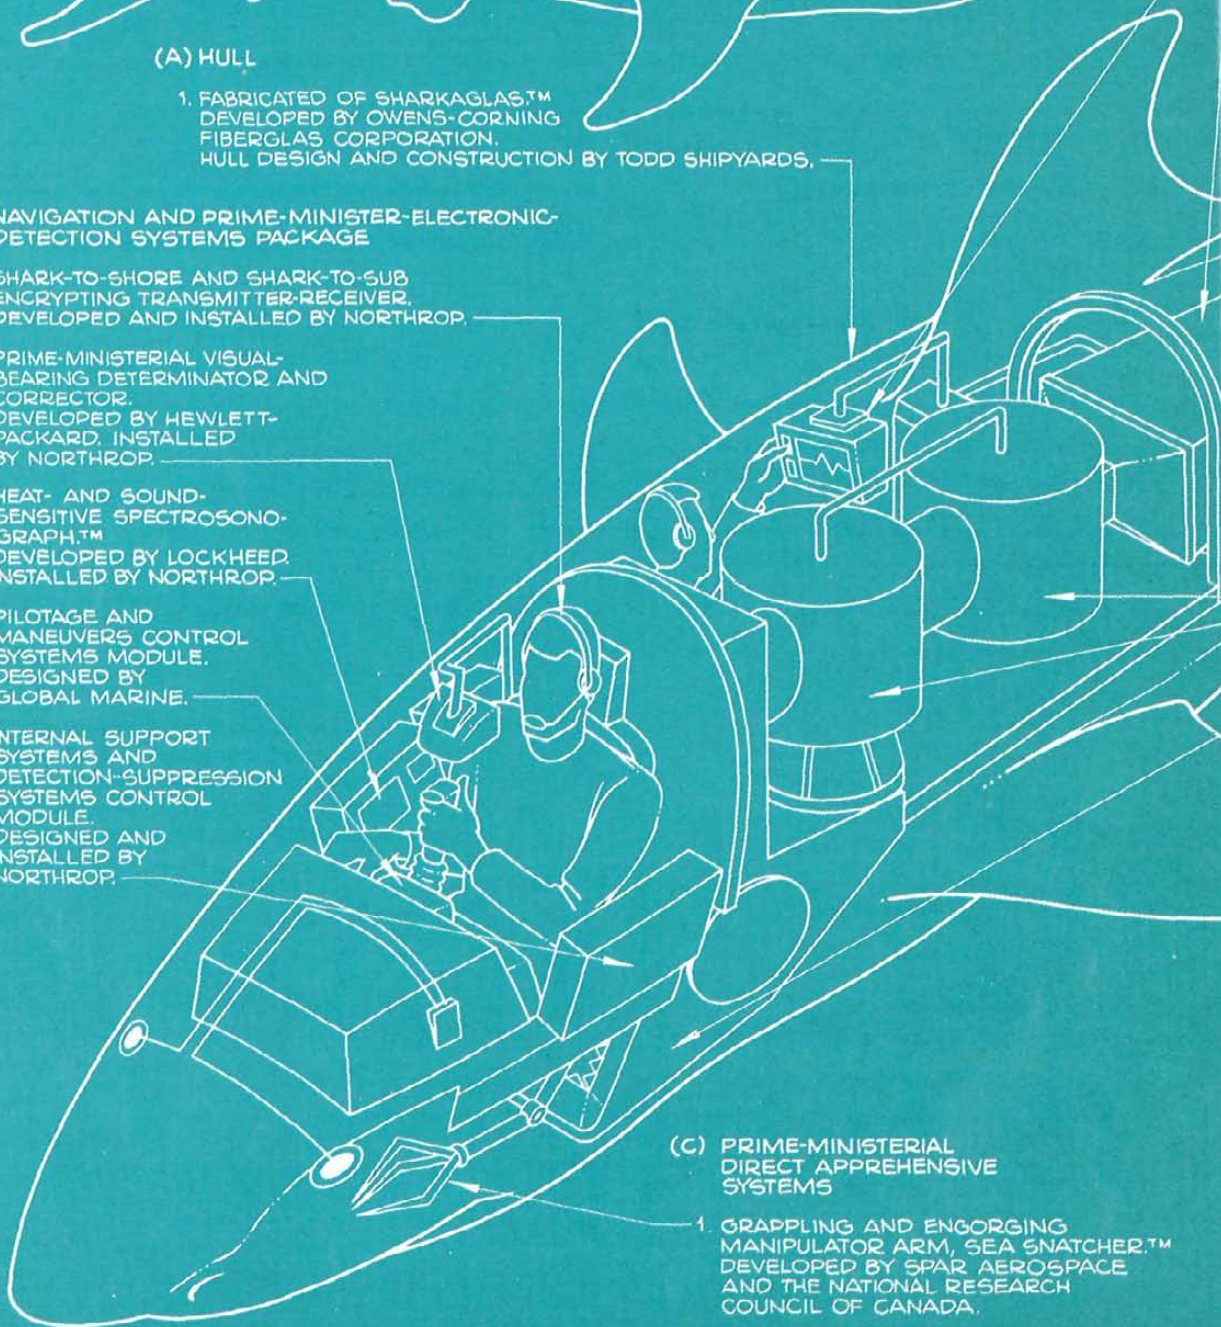 (A) HULL
1. FABRICATED OF SHARKAGLAS.™
DEVELOPED BY OWENS-CORNING
FIBERGLAS CORPORATION.
HULL DESIGN AND CONSTRUCTION BY TODD SHIPYARDS.
NAVIGATION AND PRIME-MINISTER-ELECTRONIC-
DETECTION SYSTEMS PACKAGE
SHARK-TO-SHORE AND SHARK-TO-SUB
ENCRYPTING TRANSMITTER-RECEIVER.
DEVELOPED AND INSTALLED BY NORTHROP.
PRIME-MINISTERIAL VISUAL-
BEARING DETERMINATOR AND
CORRECTOR.
DEVELOPED BY HEWLETT-
PACKARD. INSTALLED
BY NORTHROP.
HEAT- AND SOUND-
SENSITIVE SPECTROSONO-
GRAPH.™
DEVELOPED BY LOCKHEED.
NSTALLED BY NORTHROP.
PILOTAGE AND
MANEUVERS CONTROL
SYSTEMS MODULE.
DESIGNED BY
GLOBAL MARINE.
NTERNAL SUPPORT
SYSTEMS AND
DETECTION-SUPPRESSION
SYSTEMS CONTROL
MODULE.
DESIGNED AND
NSTALLED BY
NORTHROP.
(C) PRIME-MINISTERIAL
DIRECT APPREHENSIVE
SYSTEMS
1. GRAPPLING AND ENGORGING
MANIPULATOR ARM, SEA SNATCHER.™
DEVELOPED BY SPAR AEROSPACE
AND THE NATIONAL RESEARCH
COUNCIL OF CANADA.